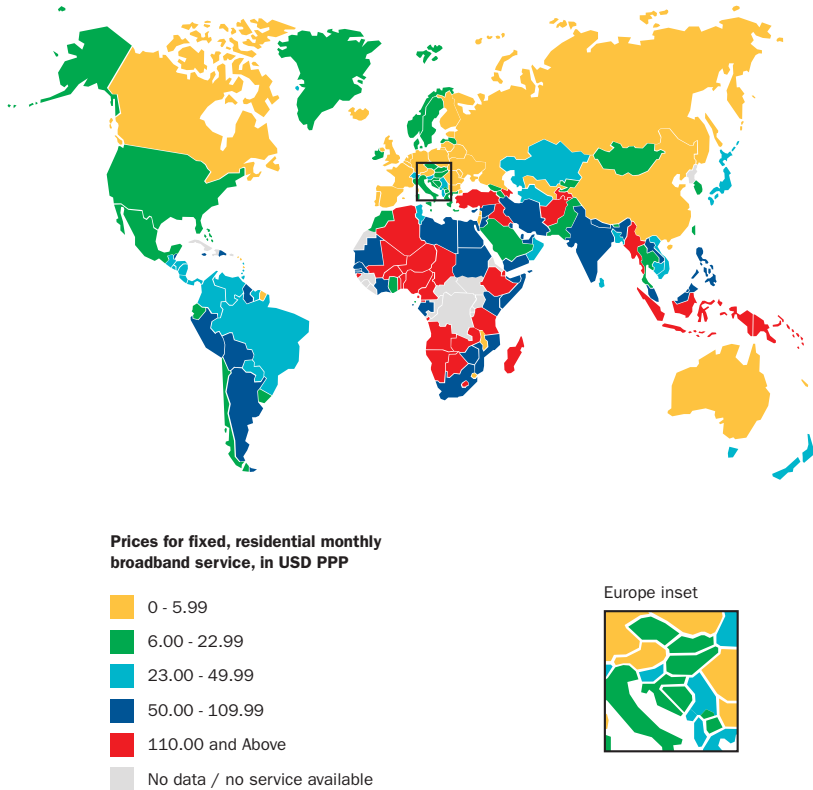 Prices for fixed, residential monthly
broadband service, in USD PPP
0 - 5.99
6.00 - 22.99
23.00 - 49.99
50.00 - 109.99
110.00 and Above
No data / no service available
Europe inset